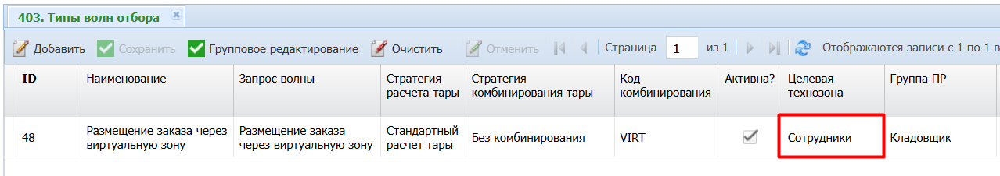 403. Типы волн отбора
Добавить Сохранить Групповое редактирование Очистить Отменить Страница 1 из 1 Отображаются записи с 1 по 1 в
ID Наименование Запрос волны Стратегия расчета тары Стратегия комбинирования тары Код комбинирования Активна? Целевая технозона Группа ПР
48 Размещение заказа через виртуальную зону Размещение заказа через виртуальную зону Стандартный расчет тары Без комбинирования VIRT Сотрудники Кладовщик